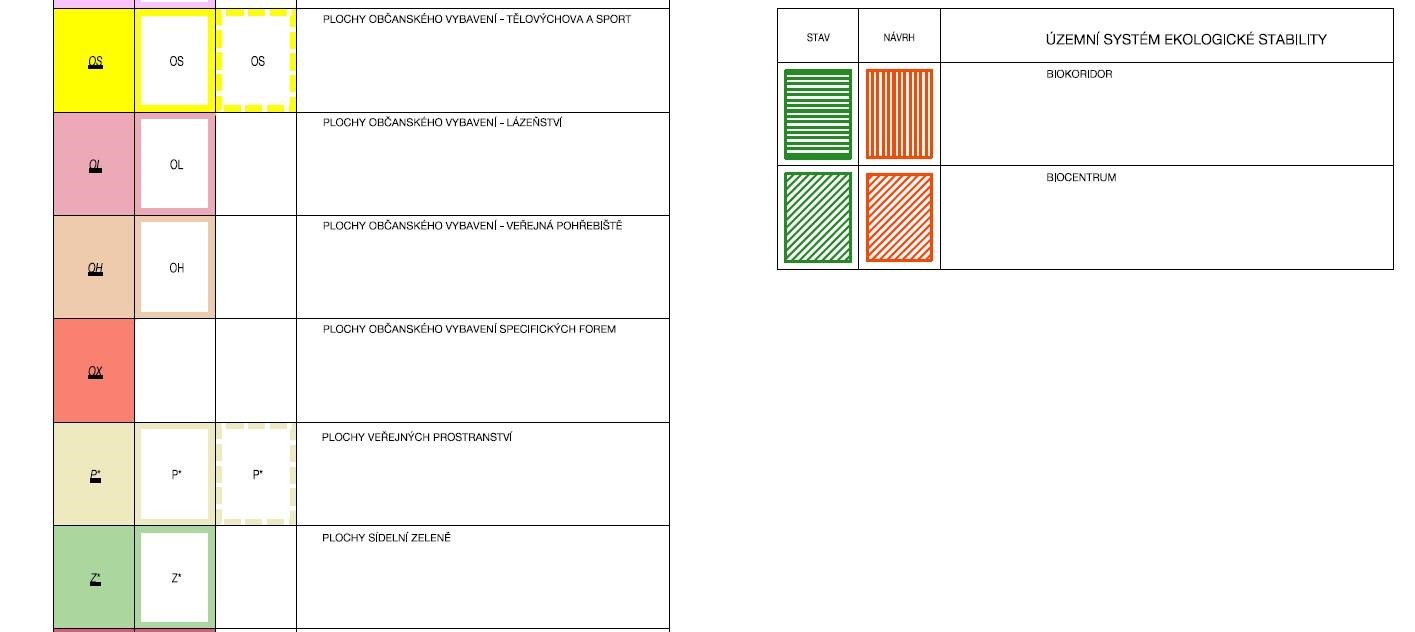 OS OS OS PLOCHY OBČANSKÉHO VYBAVENÍ - TĚLOVÝCHOVA A SPORT
OL OL PLOCHY OBČANSKÉHO VYBAVENÍ - LÁZEŇSTVÍ
OH OH PLOCHY OBČANSKÉHO VYBAVENÍ - VEŘEJNÁ POHŘEBIŠTĚ
OX PLOCHY OBČANSKÉHO VYBAVENÍ SPECIFICKÝCH FOREM
P* P* P* PLOCHY VEŘEJNÝCH PROSTRANSTVÍ
Z* Z* PLOCHY SÍDELNÍ ZELENĚ
STAV NÁVRH ÚZEMNÍ SYSTÉM EKOLOGICKÉ STABILITY
BIOKORIDOR
BIOCENTRUM